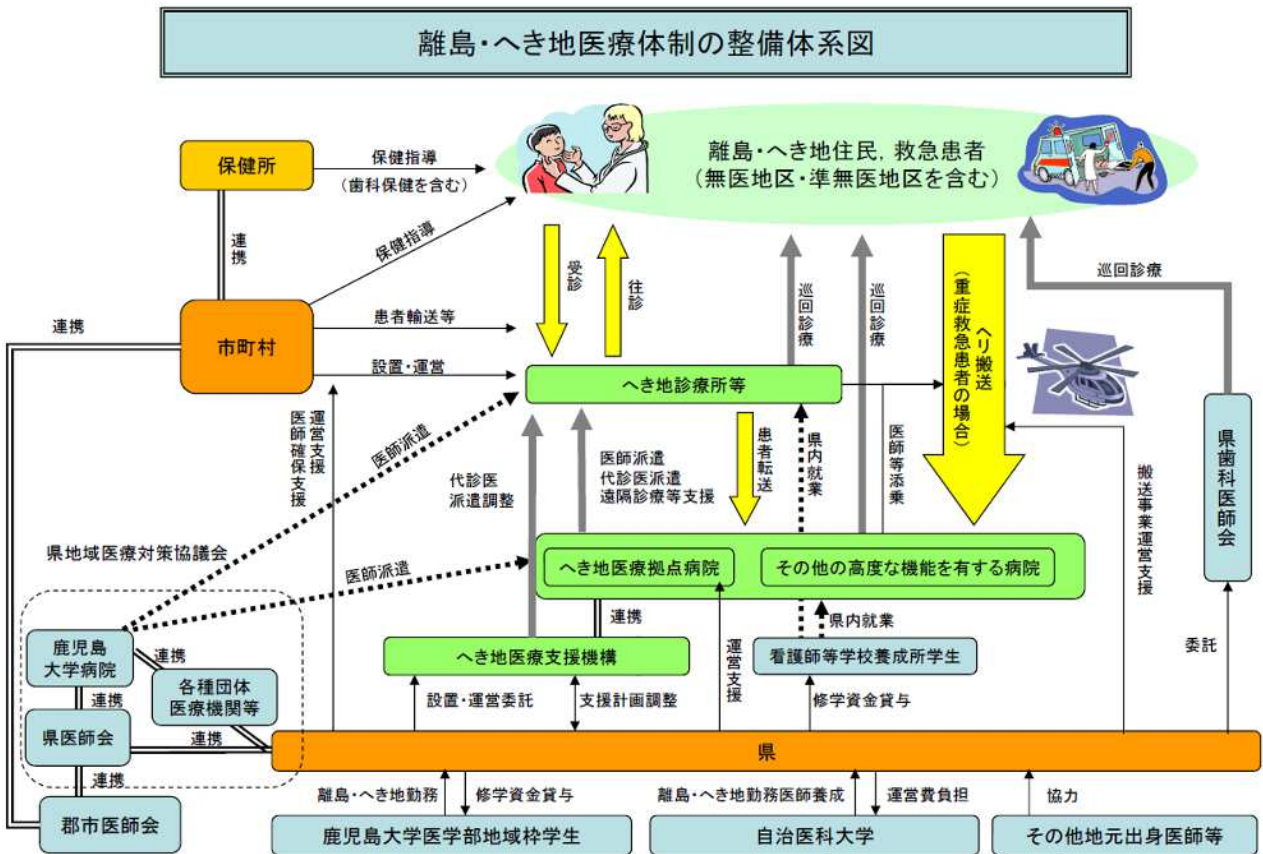 離島・へき地医療体制の整備体系図
保健所
保健指導
（歯科保健を含む）
離島・へき地住民，救急患者
（無医地区・準無医地区を含む）
連携
保健指導
受診
往診
巡回診療
巡回診療
ヘリ搬送
（重症救急患者の場合）
巡回診療
連携
市町村
患者輸送等
設置・運営
へき地診療所等
運営支援
医師確保支援
医師派遣
代診医
派遣調整
医師派遣
代診医派遣
遠隔診療等支援
患者転送
県内就業
医師等添乗
搬送事業運営支援
県歯科医師会
県地域医療対策協議会
医師派遣
へき地医療拠点病院
その他の高度な機能を有する病院
連携
県内就業
鹿児島
大学病院
連携
へき地医療支援機構
運営支援
看護師等学校養成所学生
委託
各種団体
医療機関等
連携
設置・運営委託
支援計画調整
修学資金貸与
県医師会
連携
県
連携
離島・へき地勤務
修学資金貸与
離島・へき地勤務医師養成
運営費負担
協力
郡市医師会
鹿児島大学医学部地域枠学生
自治医科大学
その他地元出身医師等